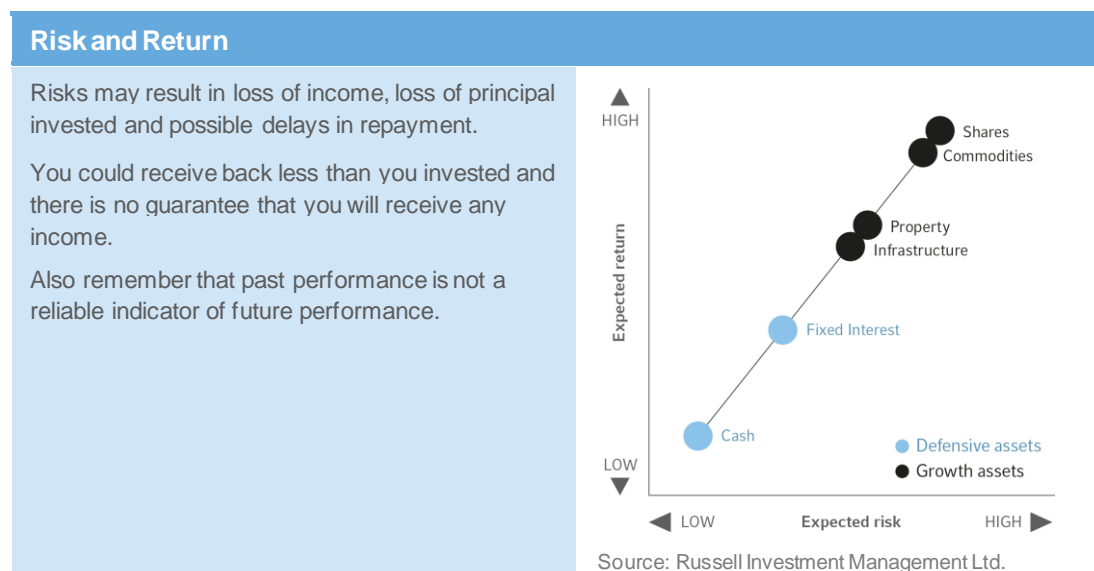 Risk and Return
Risks may result in loss of income, loss of principal
invested and possible delays in repayment.
You could receive back less than you invested and
there is no guarantee that you will receive any
income.
Also remember that past performance is not a
reliable indicator of future performance.
HIGH
Expected return
LOW
Shares
Commodities
Property
Infrastructure
Fixed Interest
Cash
Defensive assets
Growth assets
LOW Expected risk HIGH
Source: Russell Investment Management Ltd.